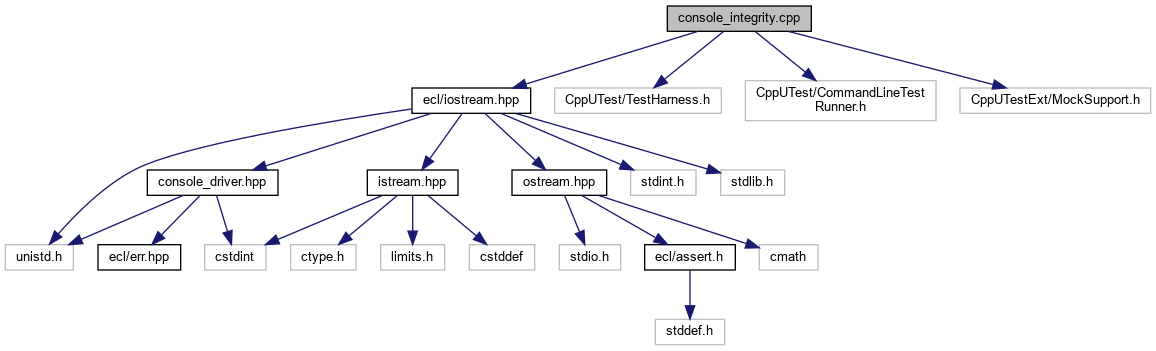 console_integrity.cpp
ecl/iostream.hpp
CppUTest/TestHarness.h
CppUTest/CommandLineTest
Runner.h
CppUTestExt/MockSupport.h
console_driver.hpp
istream.hpp
ostream.hpp
stdint.h
stdlib.h
unistd.h
ecl/err.hpp
cstdint
ctype.h
limits.h
cstddef
stdio.h
ecl/assert.h
cmath
stddef.h